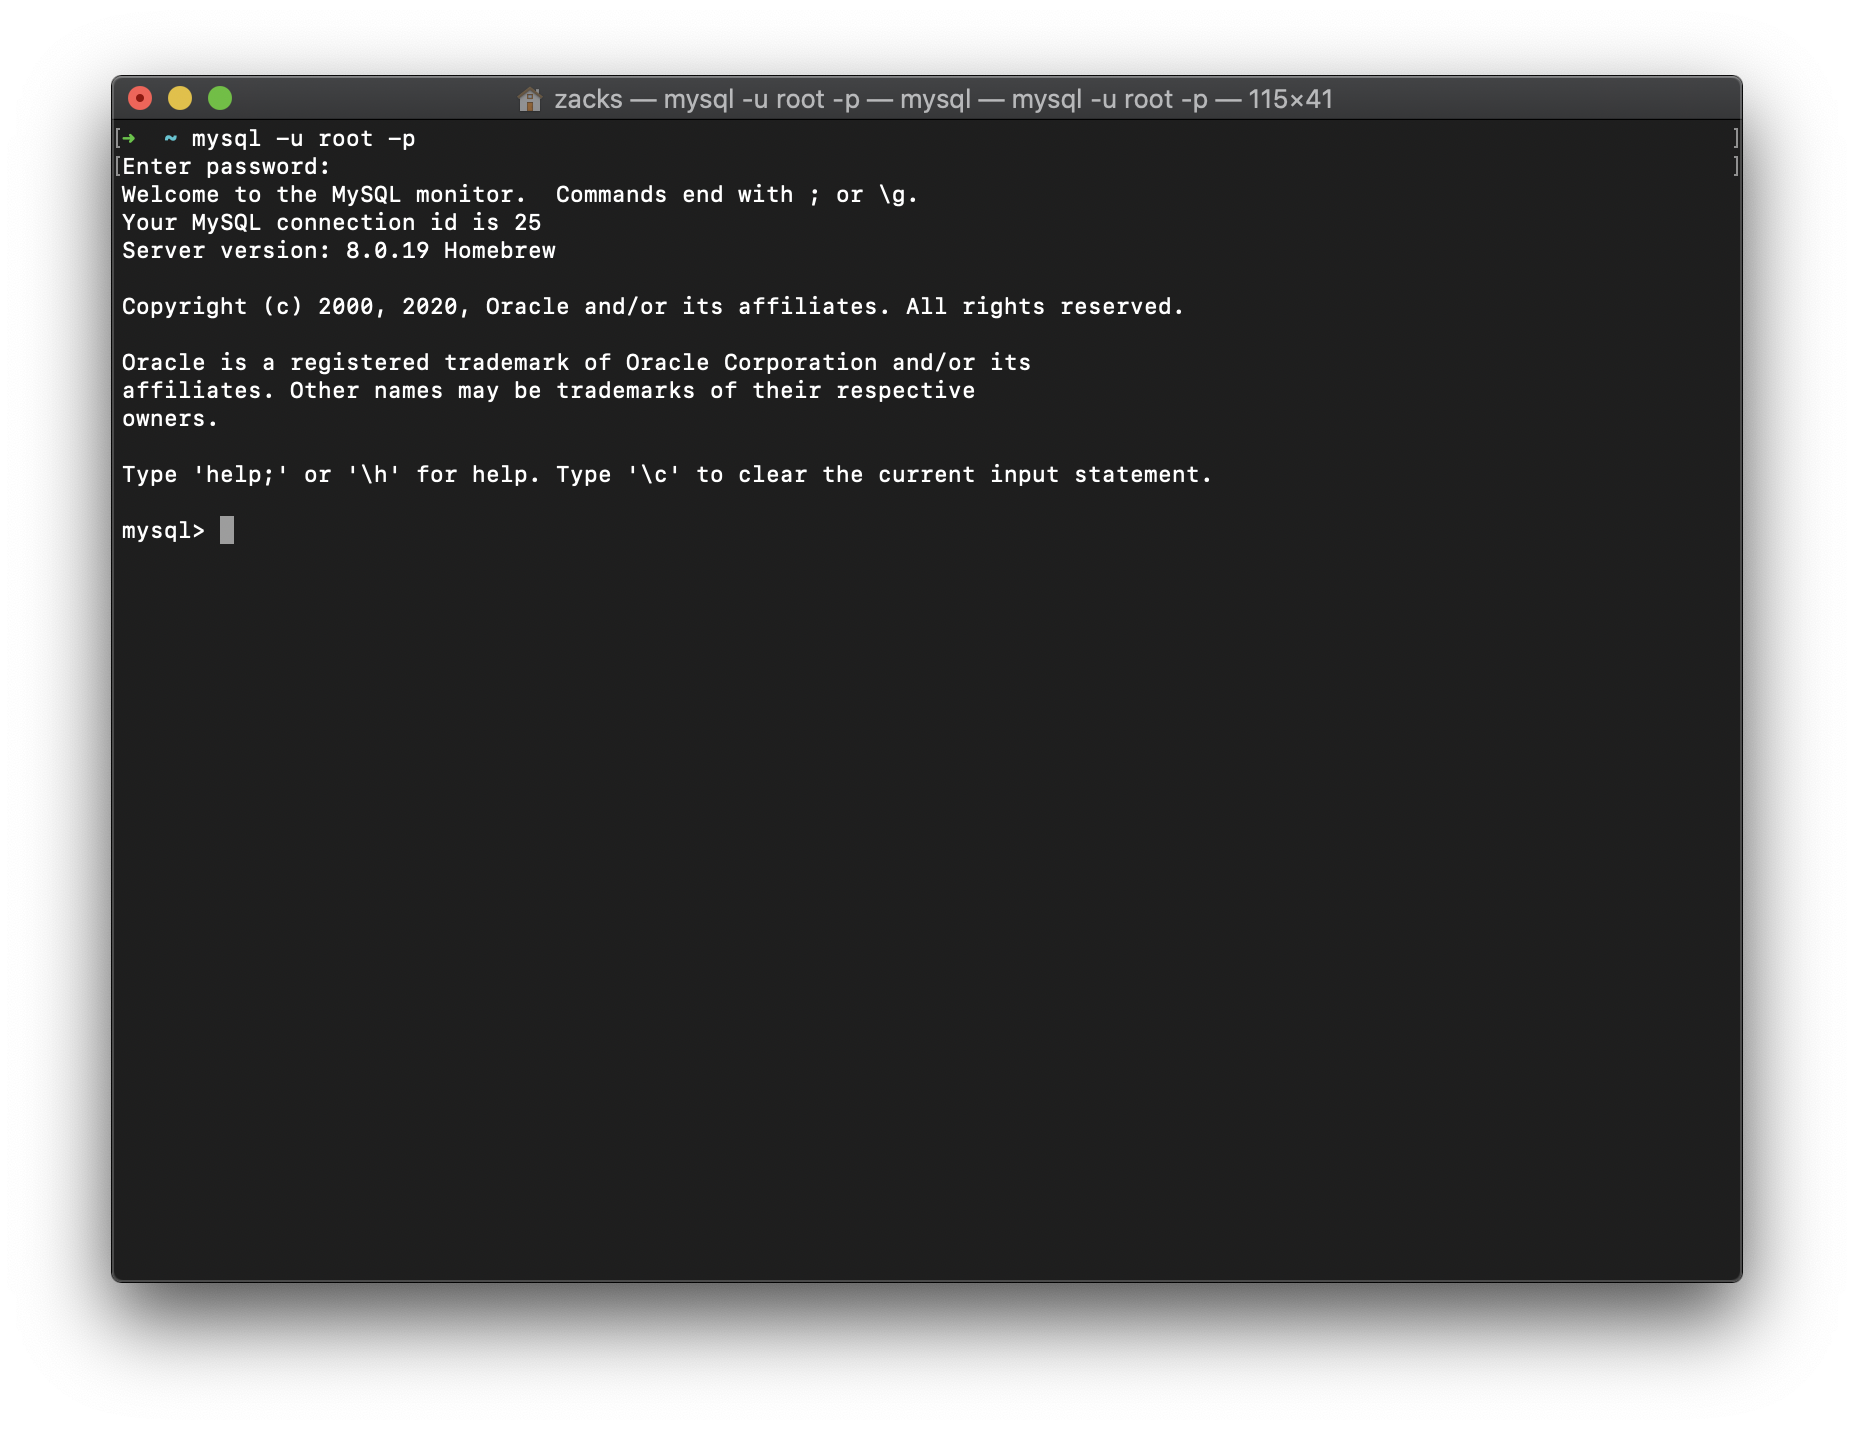 zacks — mysql -u root -p — mysql — mysql -u root -p — 115×41
[➜  ~ mysql -u root -p ]
[Enter password: ]
Welcome to the MySQL monitor.  Commands end with ; or \g.
Your MySQL connection id is 25
Server version: 8.0.19 Homebrew
Copyright (c) 2000, 2020, Oracle and/or its affiliates. All rights reserved.
Oracle is a registered trademark of Oracle Corporation and/or its
affiliates. Other names may be trademarks of their respective
owners.
Type 'help;' or '\h' for help. Type '\c' to clear the current input statement.
mysql>